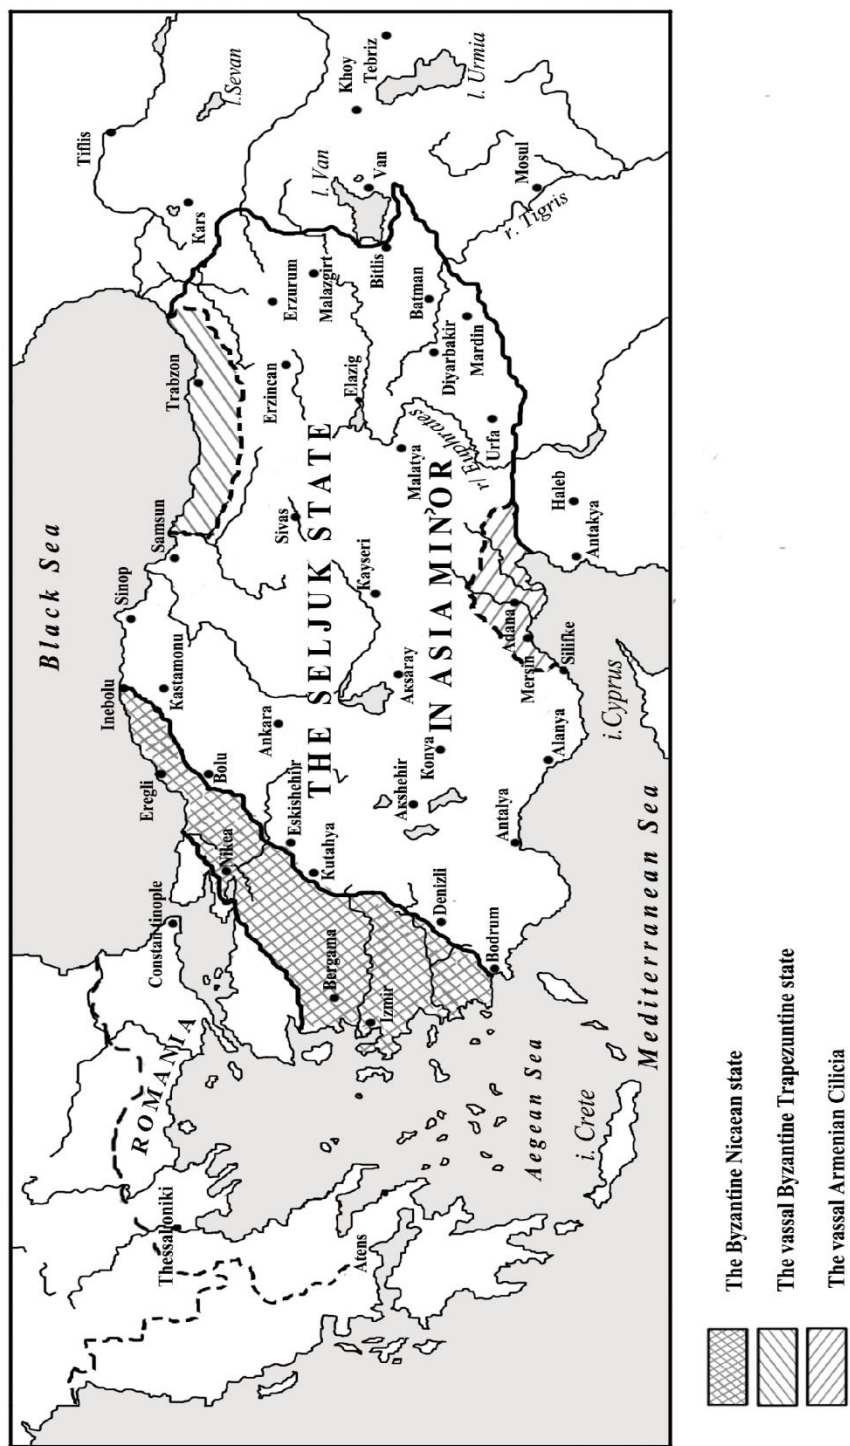 Black Sea
Tiflis
l.Sevan
Kars
Khoy
Tebriz
l. Urmia
l. Van
Van
Mosul
r. Tigris
Bitlis
Malazgirt
Erzurum
Batman
Mardin
Diyarbakir
Trabzon
Erzincan
Elazig
r/ Euphrates
Urfa
Malatya
Samsun
Sivas
THE SELJUK STATE
IN ASIA MINOR
Haleb
Antakya
Sinop
Kayseri
Adana
Mersin
Silifke
i.Cyprus
Inebolu
Kastamonu
Aksaray
Ankara
Konya
Alanya
Eregli
Bolu
Akshehir
Eskishehir
Antalya
Nikea
Kutahya
Denizli
Mediterranean Sea
Constantinople
Bergama
Izmir
Bodrum
ROMANIA
Aegean Sea
i. Crete
Thessaloniki
Atens
The Byzantine Nicaean state
The vassal Byzantine Trapezuntine state
The vassal Armenian Cilicia